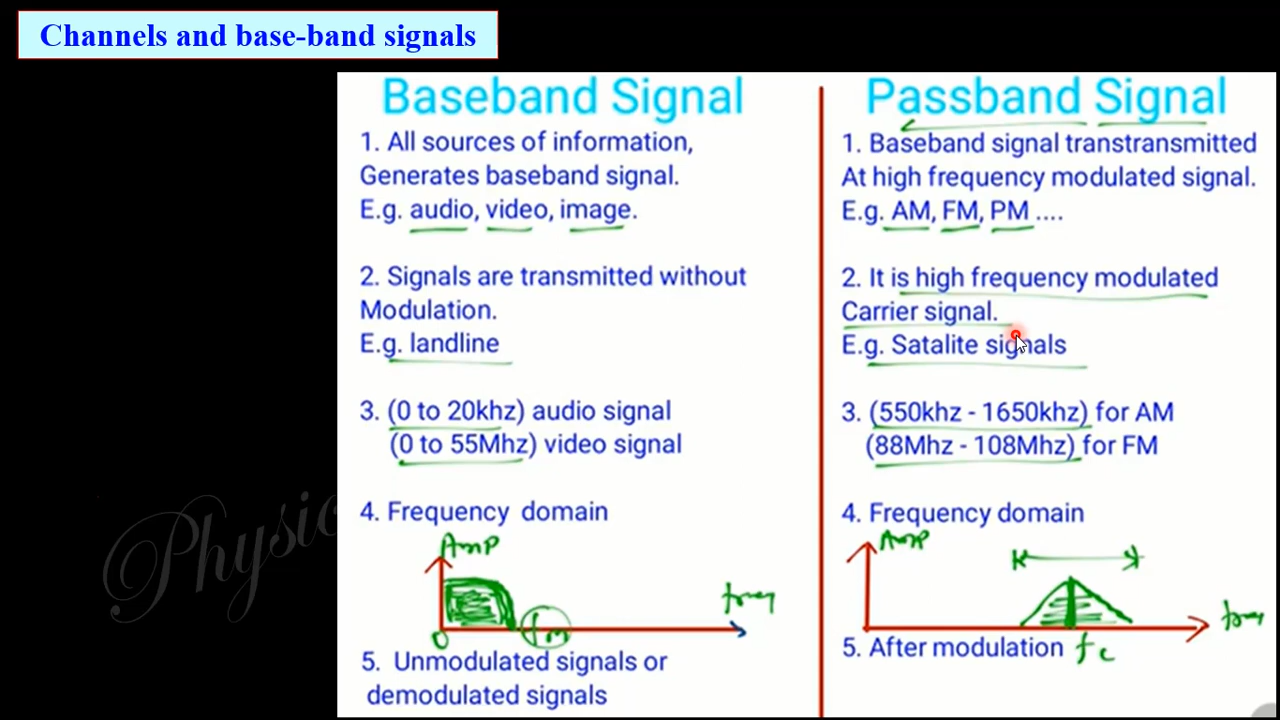 Channels and base-band signals
Baseband Signal
1. All sources of information,
Generates baseband signal.
E.g. audio, video, image.
2. Signals are transmitted without
Modulation.
E.g. landline
3. (0 to 20khz) audio signal
(0 to 55Mhz) video signal
4. Frequency domain
Amp
freq
0
fm
5. Unmodulated signals or
demodulated signals
Passband Signal
1. Baseband signal transtransmitted
At high frequency modulated signal.
E.g. AM, FM, PM ....
2. It is high frequency modulated
Carrier signal.
E.g. Satalite signals
3. (550khz - 1650khz) for AM
(88Mhz - 108Mhz) for FM
4. Frequency domain
Amp
freq
5. After modulation
fc
Physic